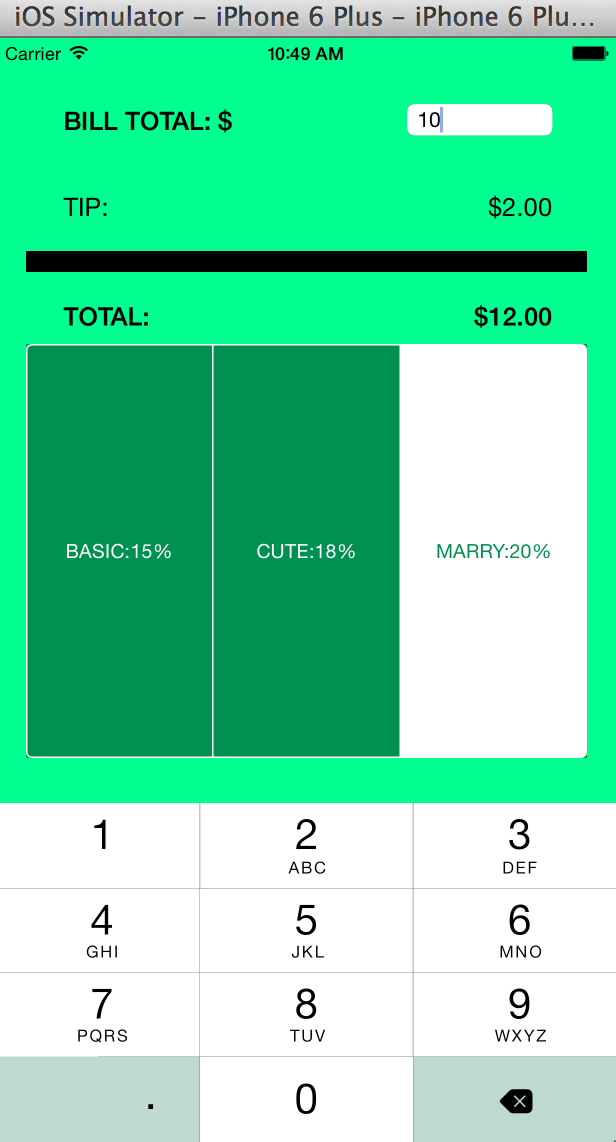 iOS Simulator – iPhone 6 Plus – iPhone 6 Plu...
Carrier 10:49 AM
BILL TOTAL: $ 10
TIP: $2.00
TOTAL: $12.00
BASIC:15% CUTE:18% MARRY:20%
1 2 3
ABC DEF
4 5 6
GHI JKL MNO
7 8 9
PQRS TUV WXYZ
. 0